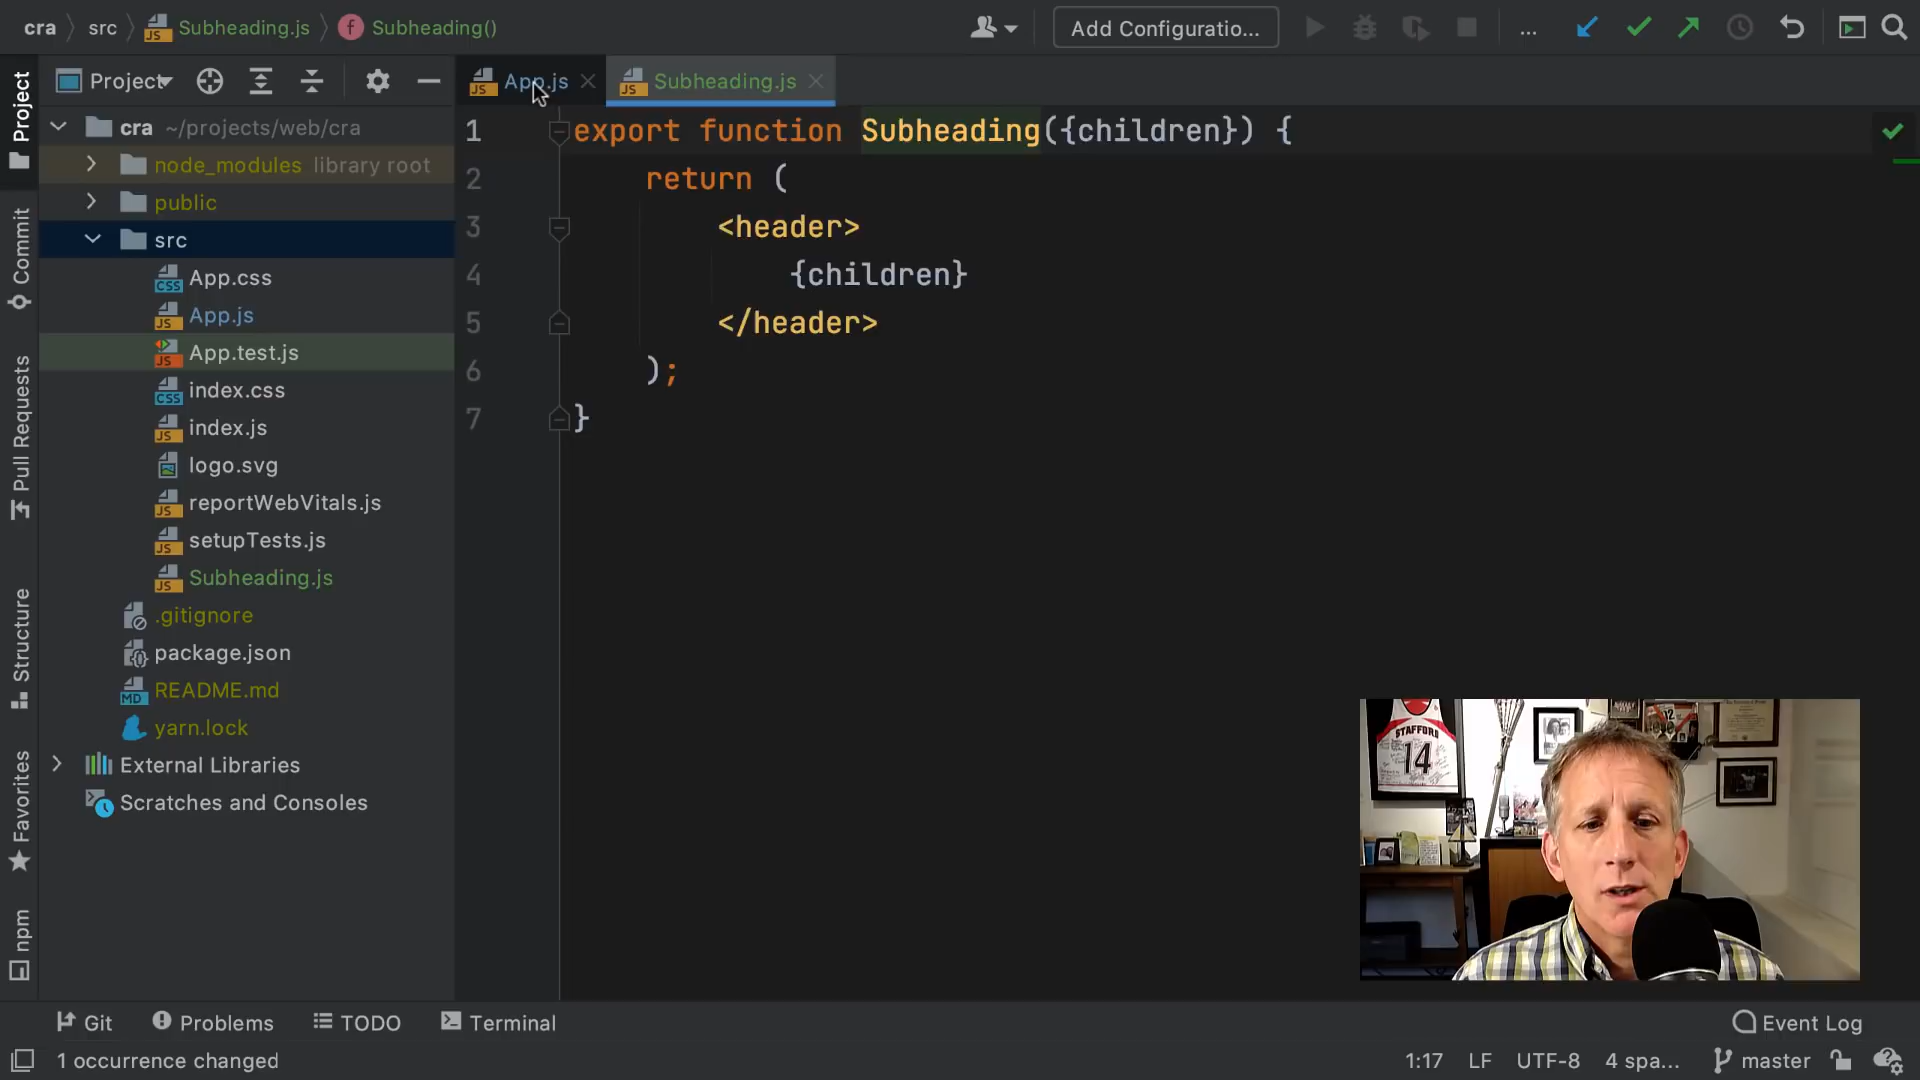 cra
src
Subheading.js
f
Subheading()
Add Configuratio...
...
Project
App.js
Subheading.js
cra ~/projects/web/cra
node_modules library root
public
src
App.css
App.js
App.test.js
index.css
index.js
logo.svg
reportWebVitals.js
setupTests.js
Subheading.js
.gitignore
package.json
README.md
yarn.lock
External Libraries
Scratches and Consoles
Project
Commit
Pull Requests
Structure
Favorites
npm
1 export function Subheading({children}) {
2 return (
3 <header>
4 {children}
5 </header>
6 );
7 }
STAFFORD
14
Git
Problems
TODO
Terminal
Event Log
1 occurrence changed
1:17
LF
UTF-8
4 spa...
master